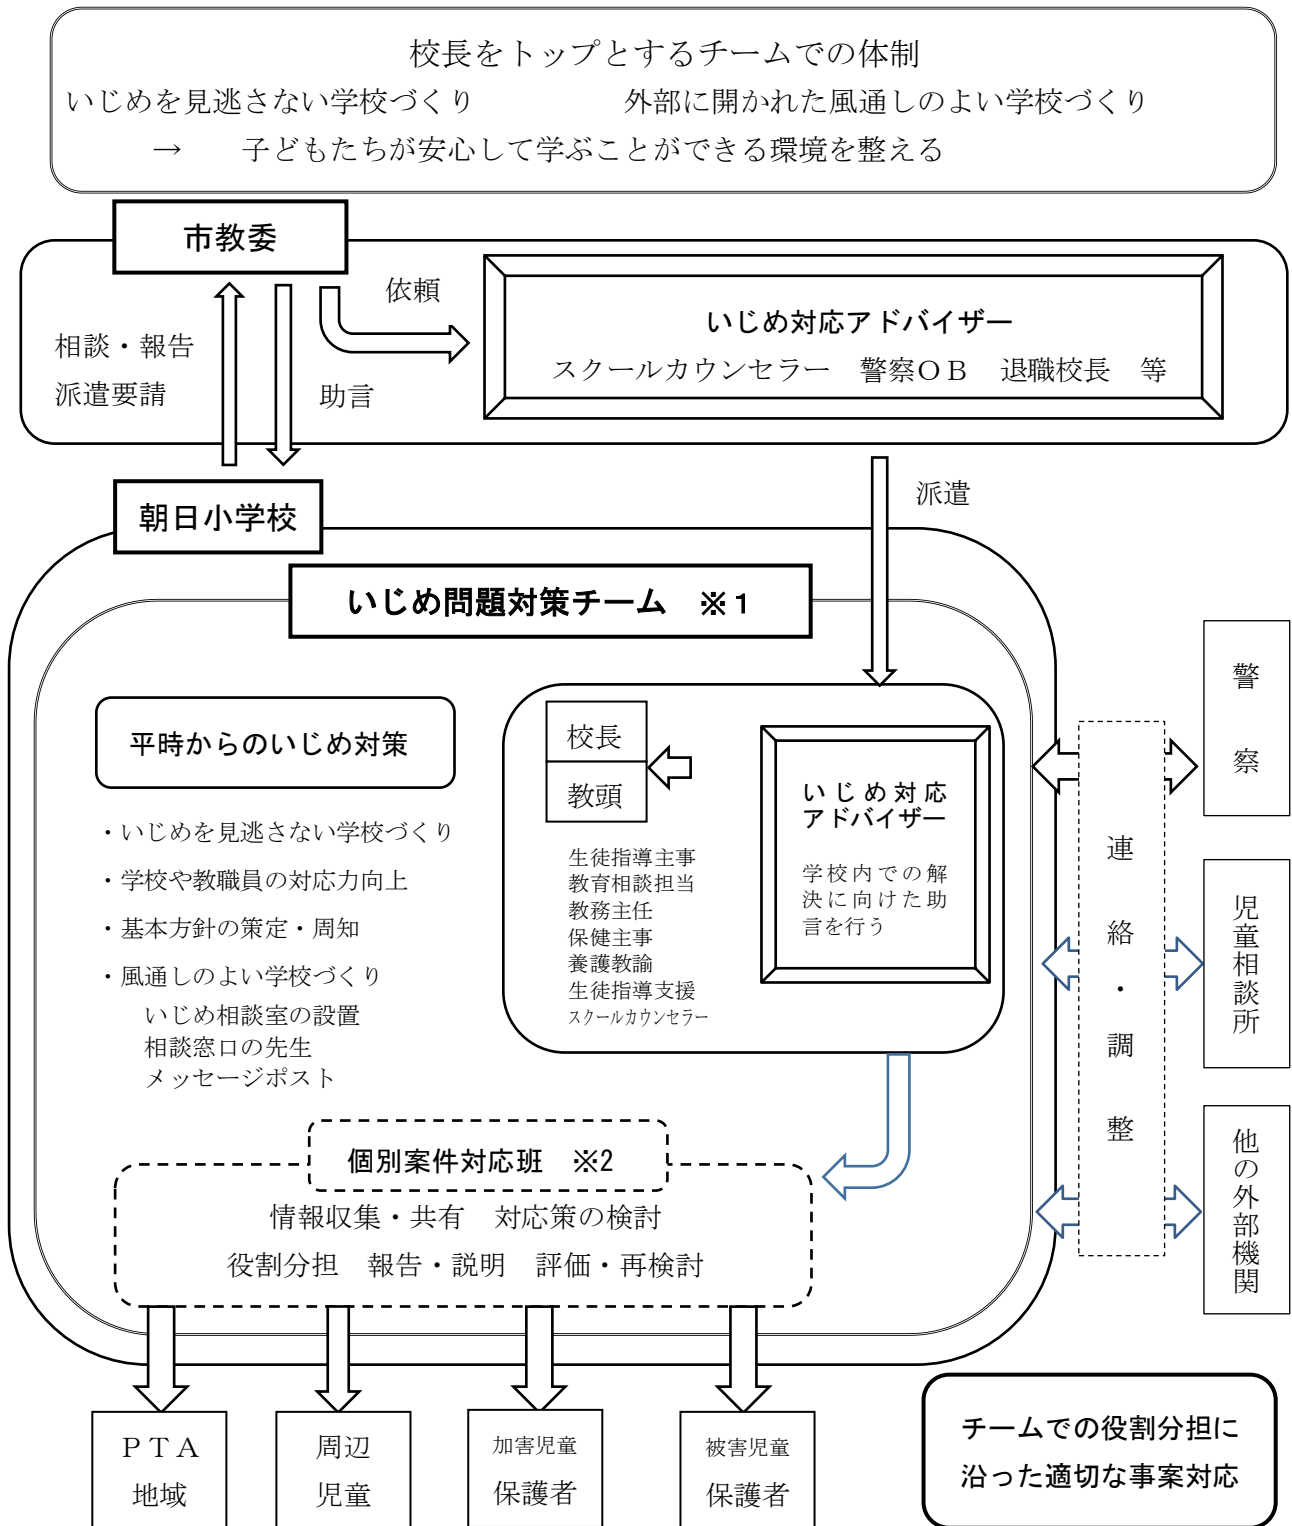 校長をトップとするチームでの体制
いじめを見逃さない学校づくり　外部に開かれた風通しのよい学校づくり
→　子どもたちが安心して学ぶことができる環境を整える
市教委
依頼
いじめ対応アドバイザー
スクールカウンセラー　警察ＯＢ　退職校長　等
相談・報告
派遣要請
助言
派遣
朝日小学校
いじめ問題対策チーム　※１
平時からのいじめ対策
・いじめを見逃さない学校づくり
・学校や教職員の対応力向上
・基本方針の策定・周知
・風通しのよい学校づくり
いじめ相談室の設置
相談窓口の先生
メッセージポスト
校長
教頭
生徒指導主事
教育相談担当
教務主任
保健主事
養護教諭
生徒指導支援
スクールカウンセラー
いじめ対応
アドバイザー
学校内での解
決に向けた助
言を行う
連絡・調整
警察
児童相談所
他の外部機関
個別案件対応班　※2
情報収集・共有　対応策の検討
役割分担　報告・説明　評価・再検討
ＰＴＡ
地域
周辺
児童
加害児童
保護者
被害児童
保護者
チームでの役割分担に
沿った適切な事案対応